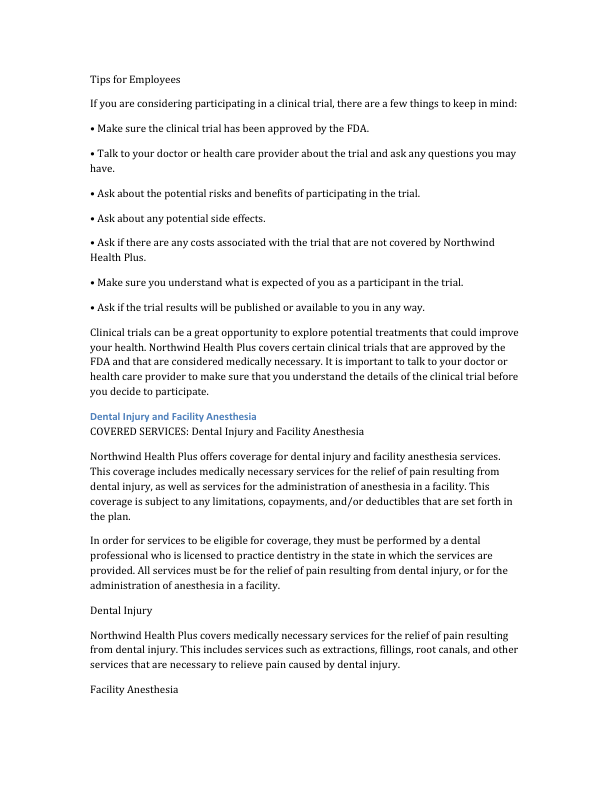 Tips for Employees
If you are considering participating in a clinical trial, there are a few things to keep in mind:
• Make sure the clinical trial has been approved by the FDA.
• Talk to your doctor or health care provider about the trial and ask any questions you may
have.
• Ask about the potential risks and benefits of participating in the trial.
• Ask about any potential side effects.
• Ask if there are any costs associated with the trial that are not covered by Northwind
Health Plus.
• Make sure you understand what is expected of you as a participant in the trial.
• Ask if the trial results will be published or available to you in any way.
Clinical trials can be a great opportunity to explore potential treatments that could improve
your health. Northwind Health Plus covers certain clinical trials that are approved by the
FDA and that are considered medically necessary. It is important to talk to your doctor or
health care provider to make sure that you understand the details of the clinical trial before
you decide to participate.
Dental Injury and Facility Anesthesia
COVERED SERVICES: Dental Injury and Facility Anesthesia
Northwind Health Plus offers coverage for dental injury and facility anesthesia services.
This coverage includes medically necessary services for the relief of pain resulting from
dental injury, as well as services for the administration of anesthesia in a facility. This
coverage is subject to any limitations, copayments, and/or deductibles that are set forth in
the plan.
In order for services to be eligible for coverage, they must be performed by a dental
professional who is licensed to practice dentistry in the state in which the services are
provided. All services must be for the relief of pain resulting from dental injury, or for the
administration of anesthesia in a facility.
Dental Injury
Northwind Health Plus covers medically necessary services for the relief of pain resulting
from dental injury. This includes services such as extractions, fillings, root canals, and other
services that are necessary to relieve pain caused by dental injury.
Facility Anesthesia